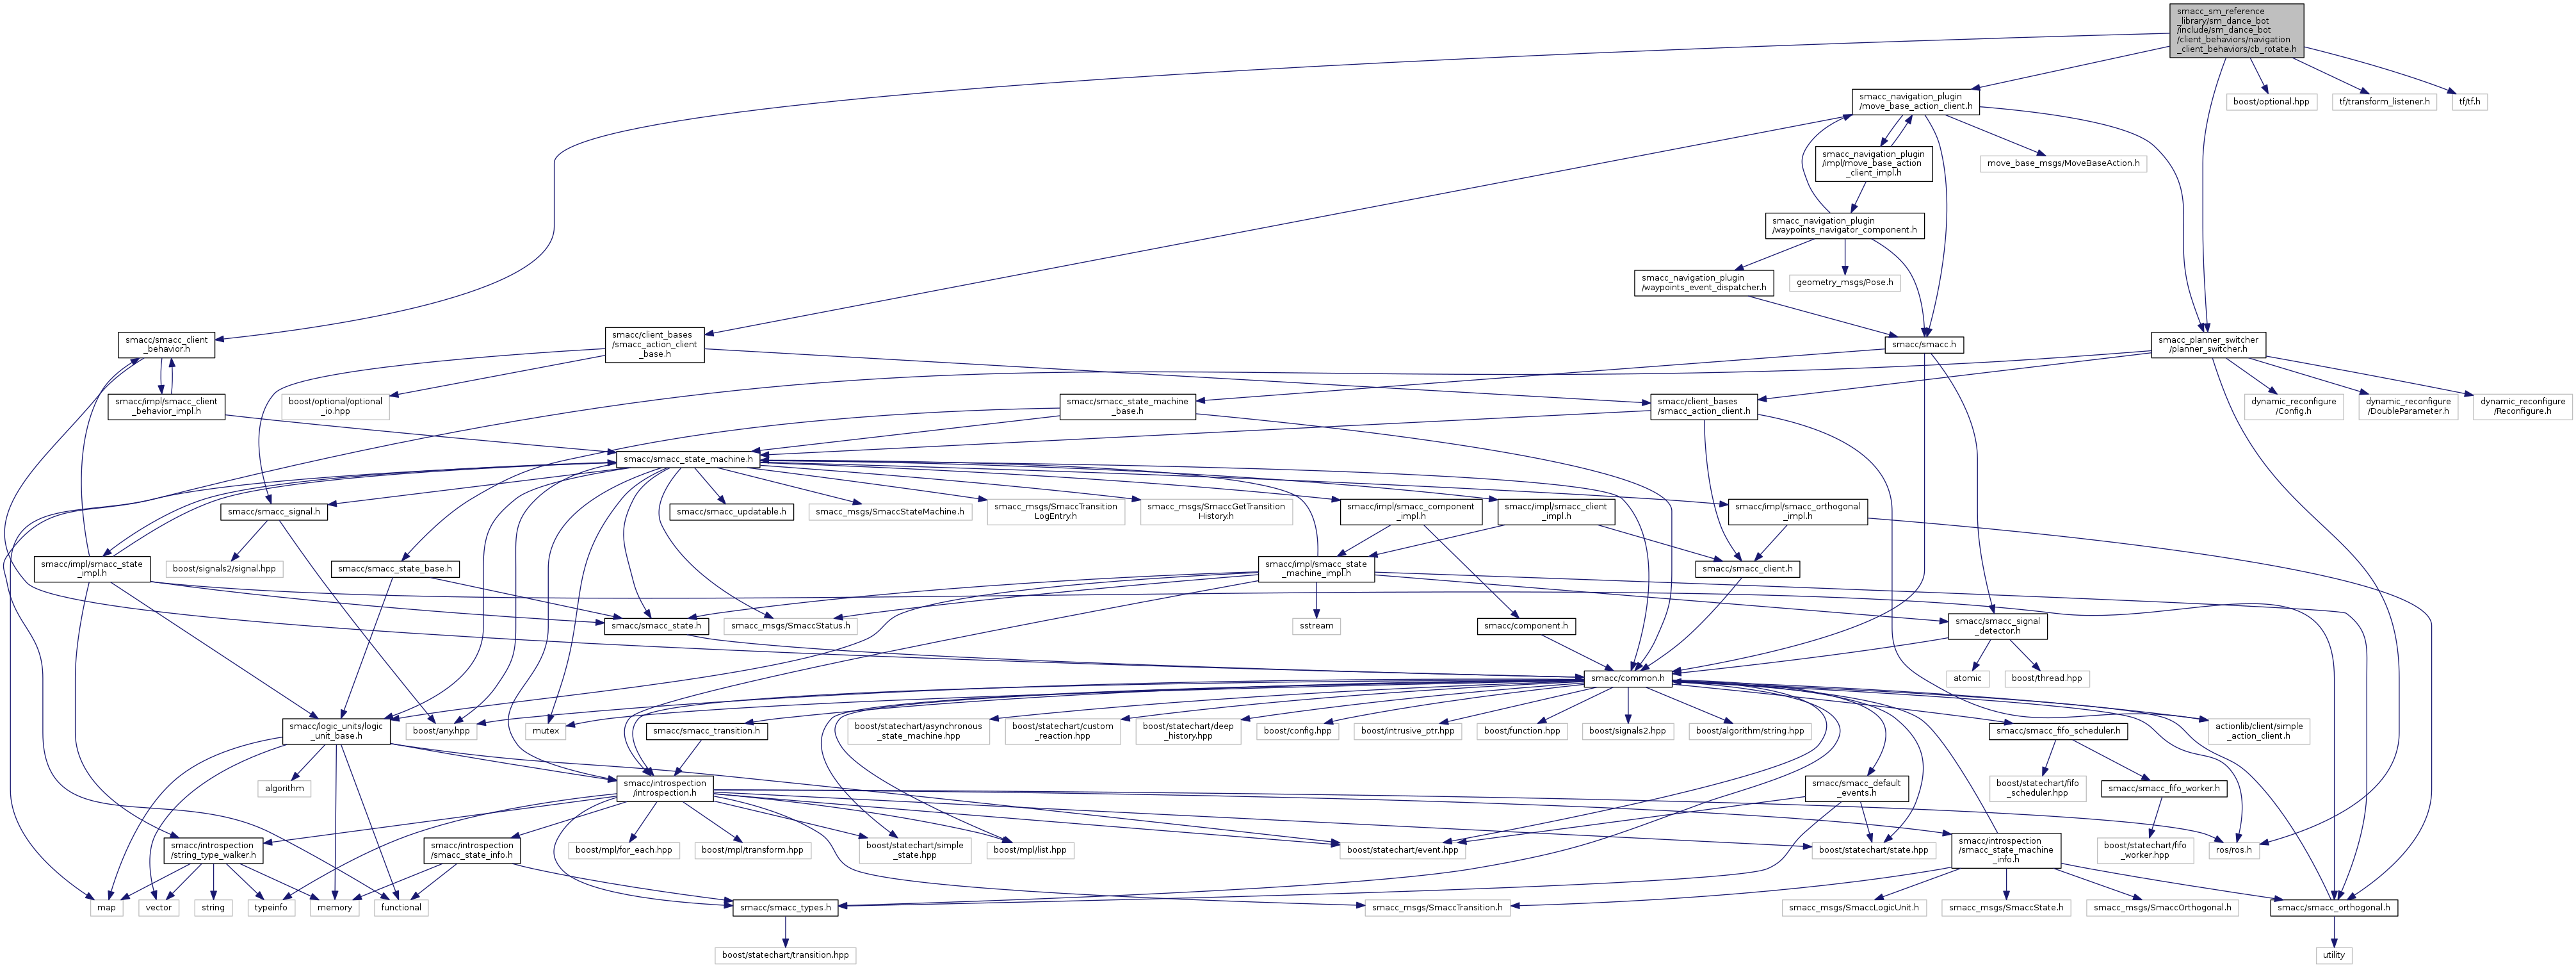 smacc_sm_reference
_library/sm_dance_bot
/include/sm_dance_bot
/client_behaviors/navigation
_client_behaviors/cb_rotate.h
smacc_navigation_plugin
/move_base_action_client.h
boost/optional.hpp
tf/transform_listener.h
tf/tf.h
smacc_navigation_plugin
/impl/move_base_action
_client_impl.h
move_base_msgs/MoveBaseAction.h
smacc_navigation_plugin
/waypoints_navigator_component.h
smacc_navigation_plugin
/waypoints_event_dispatcher.h
geometry_msgs/Pose.h
smacc/smacc_client
_behavior.h
smacc/client_bases
/smacc_action_client
_base.h
smacc/smacc.h
smacc_planner_switcher
/planner_switcher.h
smacc/impl/smacc_client
_behavior_impl.h
boost/optional/optional
_io.hpp
smacc/smacc_state_machine
_base.h
smacc/client_bases
/smacc_action_client.h
dynamic_reconfigure
/Config.h
dynamic_reconfigure
/DoubleParameter.h
dynamic_reconfigure
/Reconfigure.h
smacc/smacc_state_machine.h
smacc/smacc_signal.h
smacc/smacc_updatable.h
smacc_msgs/SmaccStateMachine.h
smacc_msgs/SmaccTransition
LogEntry.h
smacc_msgs/SmaccGetTransition
History.h
smacc/impl/smacc_component
_impl.h
smacc/impl/smacc_client
_impl.h
smacc/impl/smacc_orthogonal
_impl.h
smacc/impl/smacc_state
_impl.h
boost/signals2/signal.hpp
smacc/smacc_state_base.h
smacc/impl/smacc_state
_machine_impl.h
smacc/smacc_client.h
smacc/smacc_state.h
smacc_msgs/SmaccStatus.h
sstream
smacc/component.h
smacc/smacc_signal
_detector.h
smacc/common.h
atomic
boost/thread.hpp
smacc/logic_units/logic
_unit_base.h
boost/any.hpp
mutex
smacc/smacc_transition.h
boost/statechart/asynchronous
_state_machine.hpp
boost/statechart/custom
_reaction.hpp
boost/statechart/deep
_history.hpp
boost/config.hpp
boost/intrusive_ptr.hpp
boost/function.hpp
boost/signals2.hpp
boost/algorithm/string.hpp
smacc/smacc_fifo_scheduler.h
actionlib/client/simple
_action_client.h
algorithm
smacc/introspection
/introspection.h
smacc/smacc_default
_events.h
boost/statechart/fifo
_scheduler.hpp
smacc/smacc_fifo_worker.h
smacc/introspection
/string_type_walker.h
smacc/introspection
/smacc_state_info.h
boost/mpl/for_each.hpp
boost/mpl/transform.hpp
boost/statechart/simple
_state.hpp
boost/mpl/list.hpp
boost/statechart/event.hpp
boost/statechart/state.hpp
smacc/introspection
/smacc_state_machine
_info.h
boost/statechart/fifo
_worker.hpp
ros/ros.h
map
vector
string
typeinfo
memory
functional
smacc/smacc_types.h
smacc_msgs/SmaccTransition.h
smacc_msgs/SmaccLogicUnit.h
smacc_msgs/SmaccState.h
smacc_msgs/SmaccOrthogonal.h
smacc/smacc_orthogonal.h
boost/statechart/transition.hpp
utility